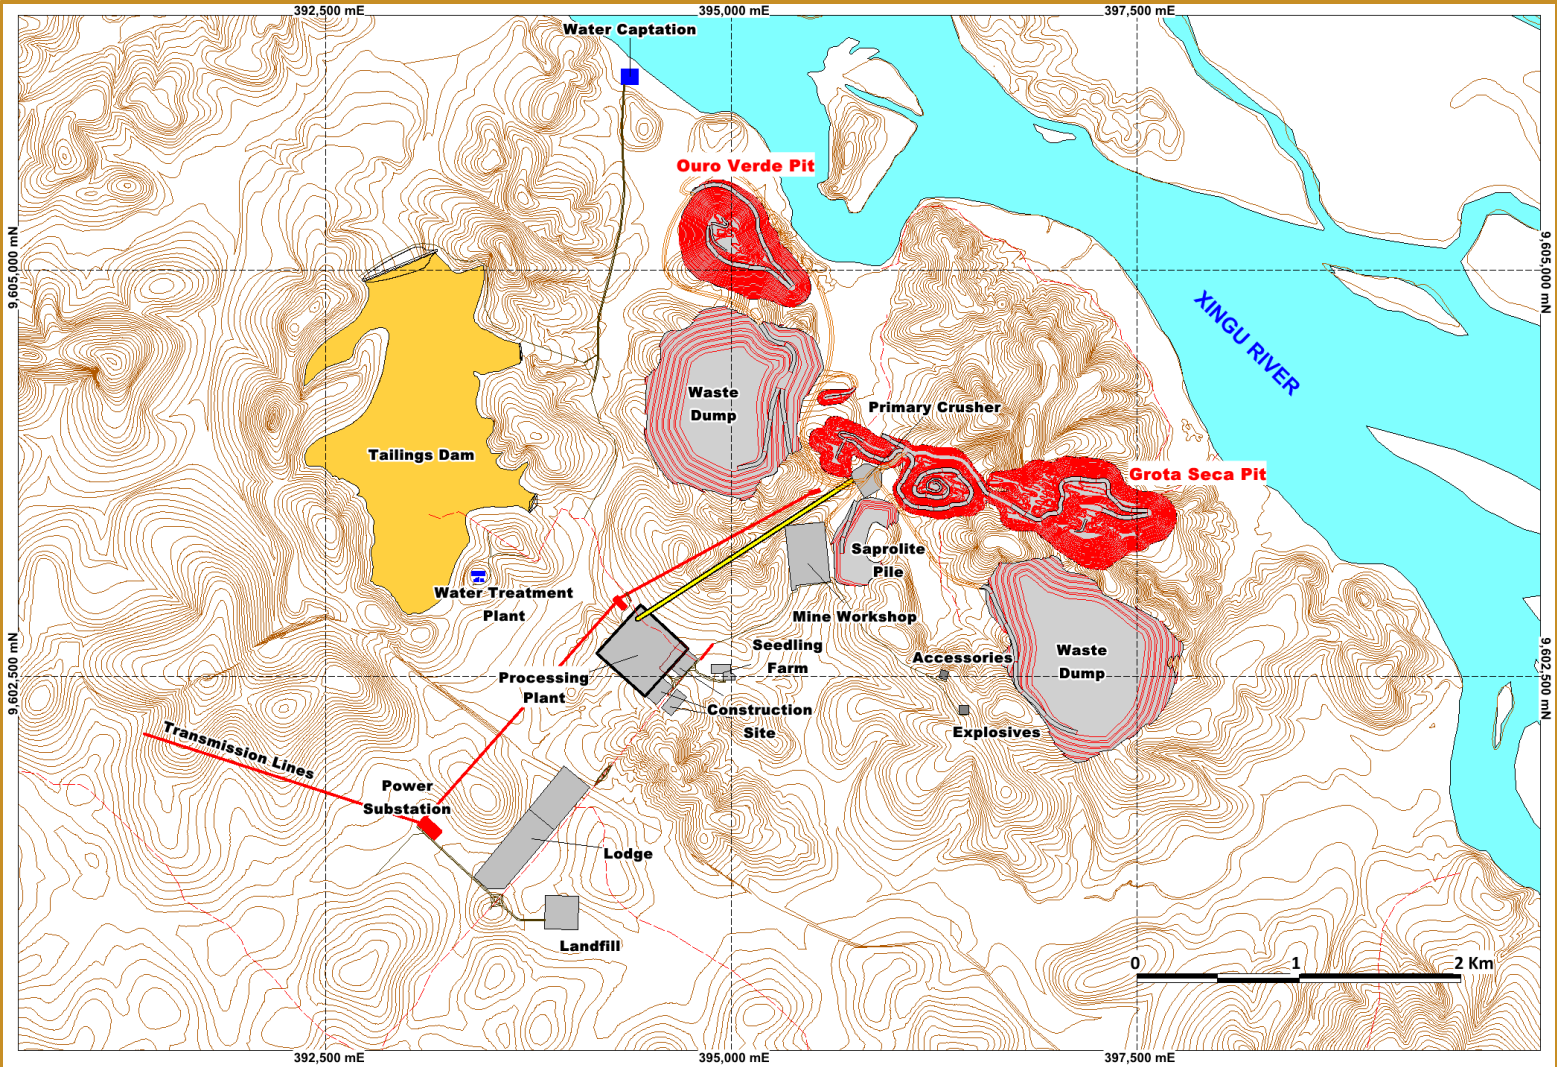 392,500 mE
395,000 mE
397,500 mE
Water Captation
Ouro Verde Pit
9,605,000 mN
9,605,000 mN
XINGU RIVER
Waste
Dump
Primary Crusher
Tailings Dam
Grota Seca Pit
Saprolite
Pile
Water Treatment
Plant
Mine Workshop
Seedling
Farm
Accessories
Waste
Dump
9,602,500 mN
9,602,500 mN
Processing
Plant
Construction
Site
Explosives
Transmission Lines
Power
Substation
Lodge
Landfill
0
1
2 Km
392,500 mE
395,000 mE
397,500 mE